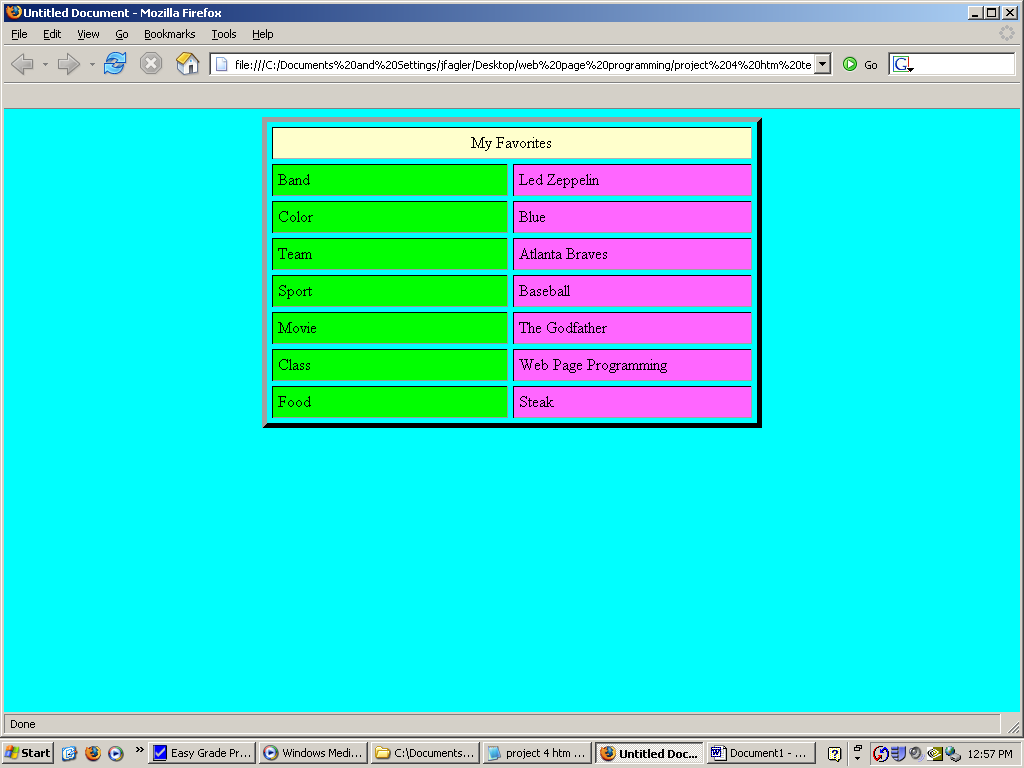 Untitled Document - Mozilla Firefox
File Edit View Go Bookmarks Tools Help
file:///C:/Documents%20and%20Settings/jfagler/Desktop/web%20page%20programming/project%204%20htm%20te Go G
My Favorites
Band Led Zeppelin
Color Blue
Team Atlanta Braves
Sport Baseball
Movie The Godfather
Class Web Page Programming
Food Steak
Done
Start » Easy Grade Pr... Windows Medi... C:\Documents... project 4 htm ... Untitled Doc... Document1 - ... 12:57 PM